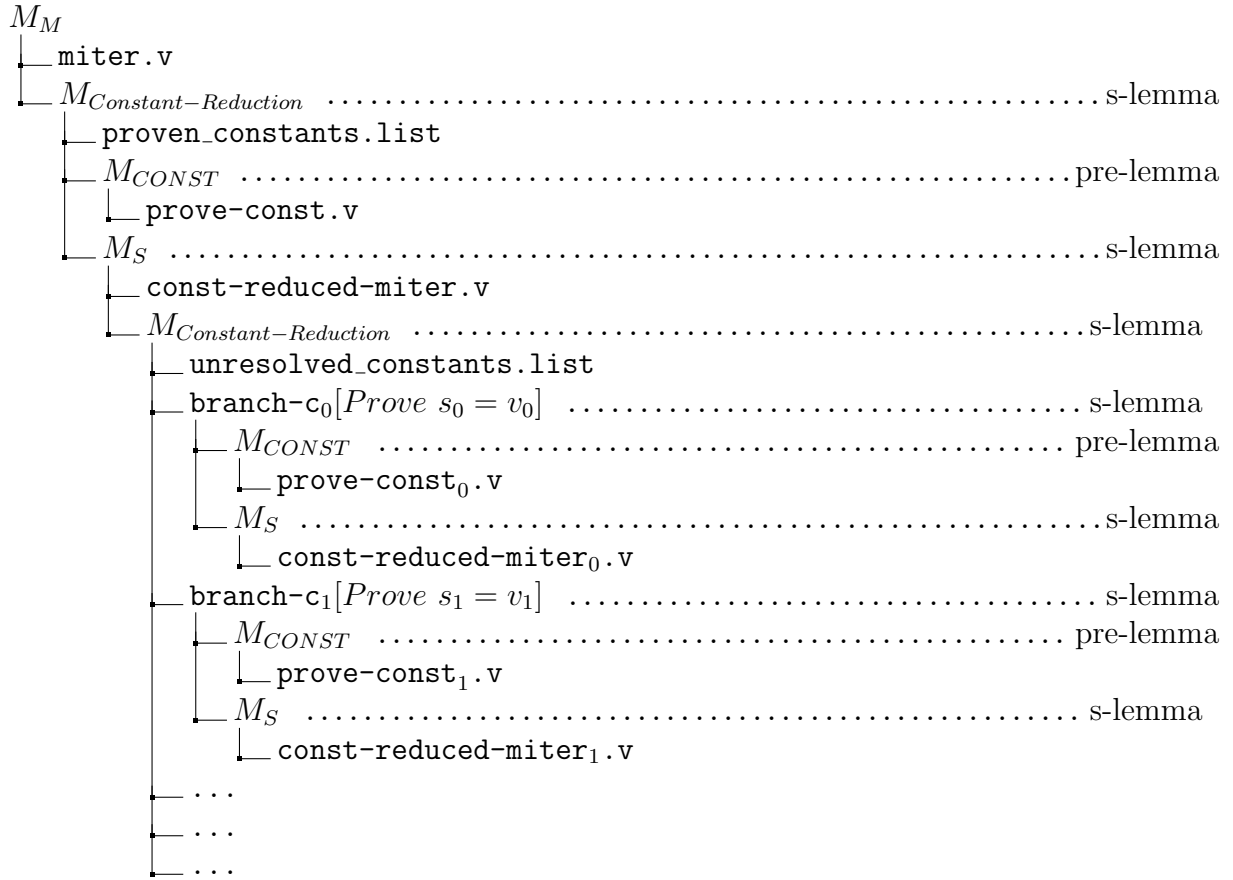 M_M
miter.v
M_{Constant−Reduction} ........ s-lemma
proven_constants.list
M_{CONST} ........ pre-lemma
prove-const.v
M_S ........ s-lemma
const-reduced-miter.v
M_{Constant−Reduction} ........ s-lemma
unresolved_constants.list
branch-c_0[Prove s_0 = v_0] ........ s-lemma
M_{CONST} ........ pre-lemma
prove-const_0.v
M_S ........ s-lemma
const-reduced-miter_0.v
branch-c_1[Prove s_1 = v_1] ........ s-lemma
M_{CONST} ........ pre-lemma
prove-const_1.v
M_S ........ s-lemma
const-reduced-miter_1.v
...
...
...